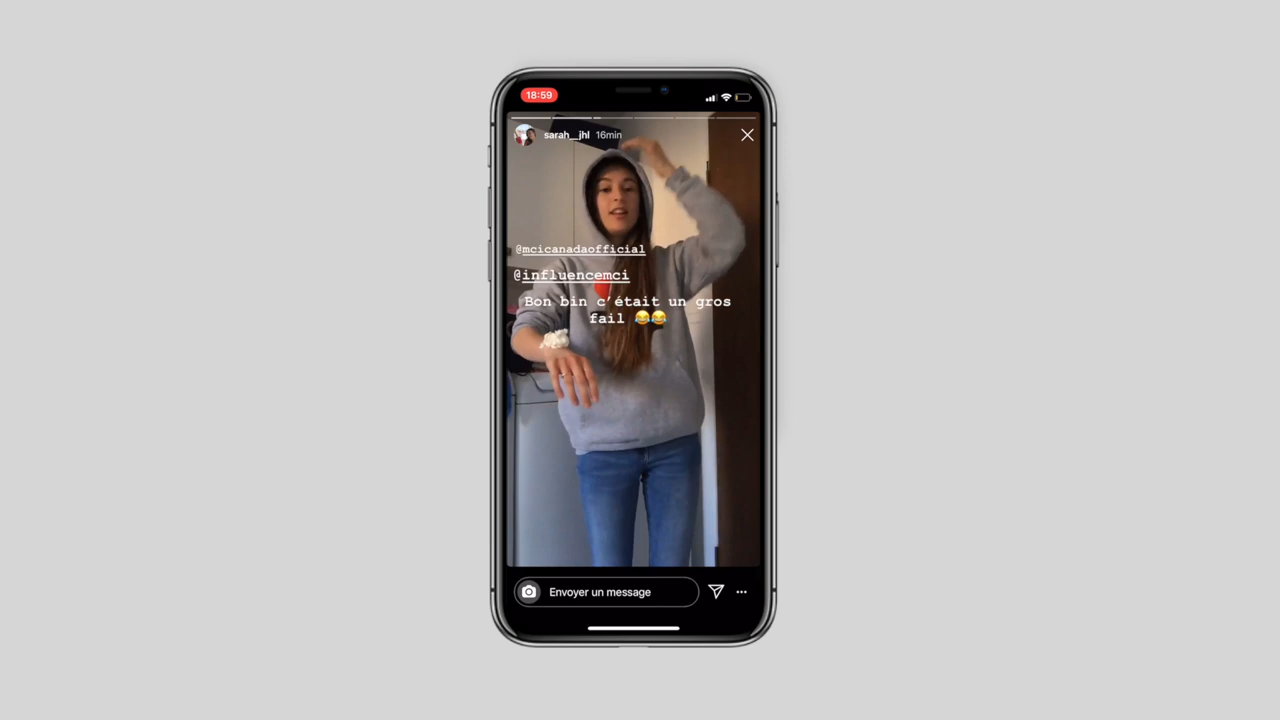 18:59
sarah__jhl 16min
@mcicanadaofficial
@influencemci
Bon bin c'était un gros
fail 😂😂
Envoyer un message